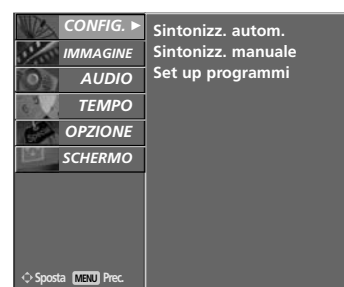 CONFIG. ►
IMMAGINE
AUDIO
TEMPO
OPZIONE
SCHERMO
Sintonizz. autom.
Sintonizz. manuale
Set up programmi
Sposta MENU Prec.